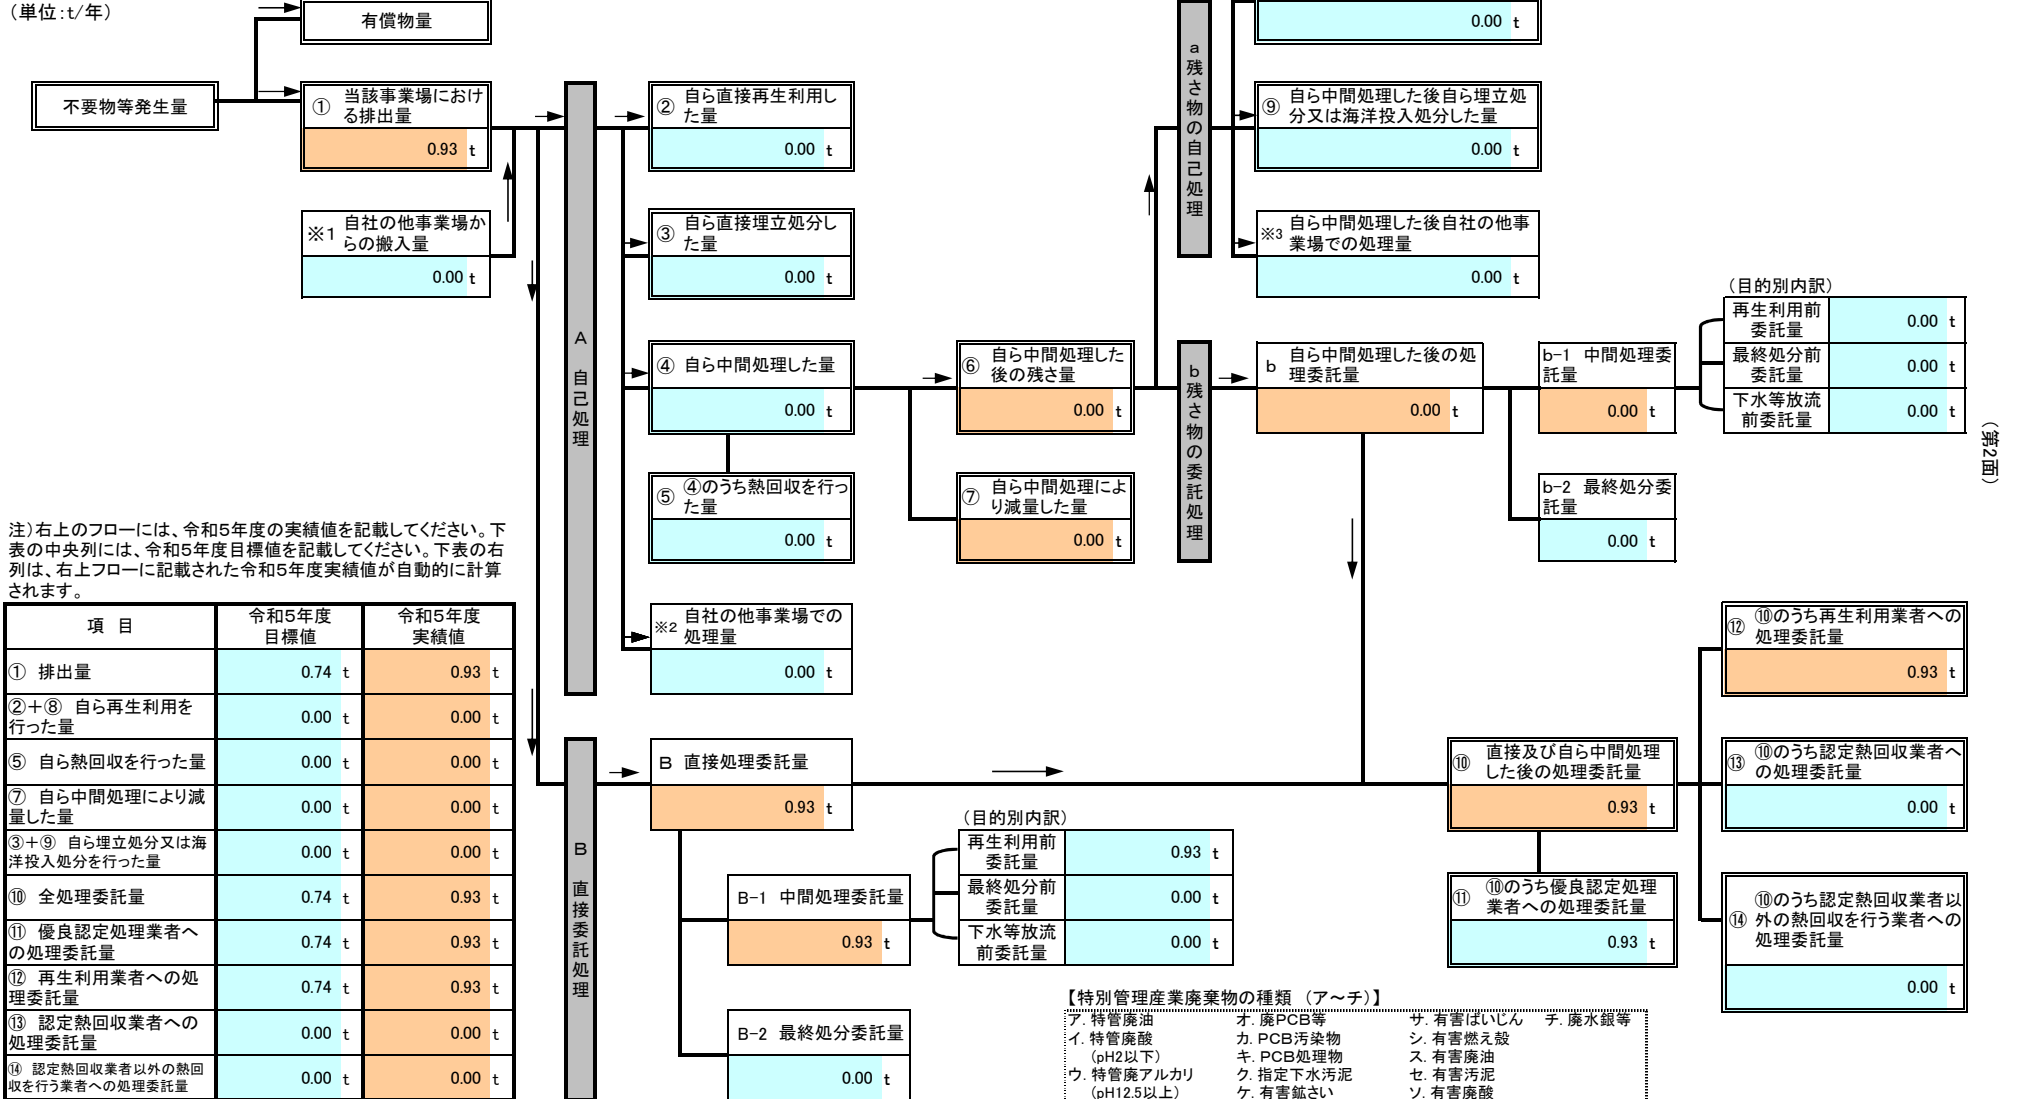 （単位:t/年）
有償物量
不要物等発生量
① 当該事業場におけ
る排出量
0.93 t
※1 自社の他事業場か
らの搬入量
0.00 t
A 自己処理
② 自ら直接再生利用し
た量
0.00 t
③ 自ら直接埋立処分し
た量
0.00 t
④ 自ら中間処理した量
0.00 t
⑤ ④のうち熱回収を行っ
た量
0.00 t
※2 自社の他事業場での
処理量
0.00 t
⑥ 自ら中間処理した
後の残さ量
0.00 t
⑦ 自ら中間処理によ
り減量した量
0.00 t
a残さ物の自己処理
0.00 t
⑨ 自ら中間処理した後自ら埋立処
分又は海洋投入処分した量
0.00 t
※3 自ら中間処理した後自社の他事
業場での処理量
0.00 t
b残さ物の委託処理
b 自ら中間処理した後の処
理委託量
0.00 t
b-1 中間処理委
託量
0.00 t
b-2 最終処分委
託量
0.00 t
（目的別内訳）
再生利用前
委託量
0.00 t
最終処分前
委託量
0.00 t
下水等放流
前委託量
0.00 t
（第2面）
注）右上のフローには、令和5年度の実績値を記載してください。下
表の中央列には、令和5年度目標値を記載してください。下表の右
列は、右上フローに記載された令和5年度実績値が自動的に計算
されます。
項 目 令和5年度 令和5年度
目標値 実績値
① 排出量 0.74 t 0.93 t
②＋⑧ 自ら再生利用を
行った量 0.00 t 0.00 t
⑤ 自ら熱回収を行った量 0.00 t 0.00 t
⑦ 自ら中間処理により減
量した量 0.00 t 0.00 t
③＋⑨ 自ら埋立処分又は海
洋投入処分を行った量 0.00 t 0.00 t
⑩ 全処理委託量 0.74 t 0.93 t
⑪ 優良認定処理業者へ
の処理委託量 0.74 t 0.93 t
⑫ 再生利用業者への処
理委託量 0.74 t 0.93 t
⑬ 認定熱回収業者への
処理委託量 0.00 t 0.00 t
⑭ 認定熱回収業者以外の熱回
収を行う業者への処理委託量 0.00 t 0.00 t
B 直接委託処理
B 直接処理委託量
0.93 t
B-1 中間処理委託量
0.93 t
B-2 最終処分委託量
0.00 t
（目的別内訳）
再生利用前
委託量
0.93 t
最終処分前
委託量
0.00 t
下水等放流
前委託量
0.00 t
⑩ 直接及び自ら中間処理
した後の処理委託量
0.93 t
⑪ ⑩のうち優良認定処理
業者への処理委託量
0.93 t
⑫ ⑩のうち再生利用業者への
処理委託量
0.93 t
⑬ ⑩のうち認定熱回収業者へ
の処理委託量
0.00 t
⑭ ⑩のうち認定熱回収業者以
外の熱回収を行う業者への
処理委託量
0.00 t
【特別管理産業廃棄物の種類 （ア～チ）】
ア. 特管廃油 オ. 廃PCB等 サ. 有害ばいじん チ. 廃水銀等
イ. 特管廃酸 カ. PCB汚染物 シ. 有害燃え殻
（pH2以下） キ. PCB処理物 ス. 有害廃油
ウ. 特管廃アルカリ ク. 指定下水汚泥 セ. 有害汚泥
（pH12.5以上） ケ. 有害鉱さい ソ. 有害廃酸